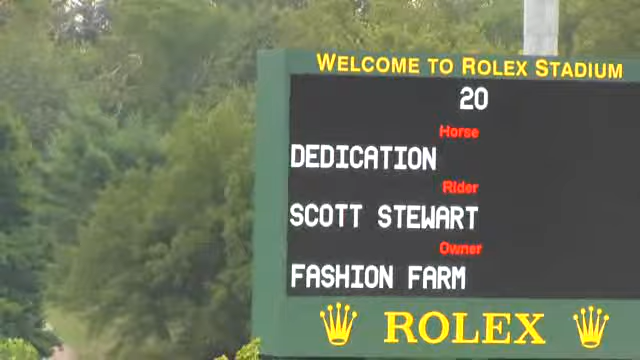 WELCOME TO ROLEX STADIUM
20
Horse
DEDICATION
Rider
SCOTT STEWART
Owner
FASHION FARM
ROLEX